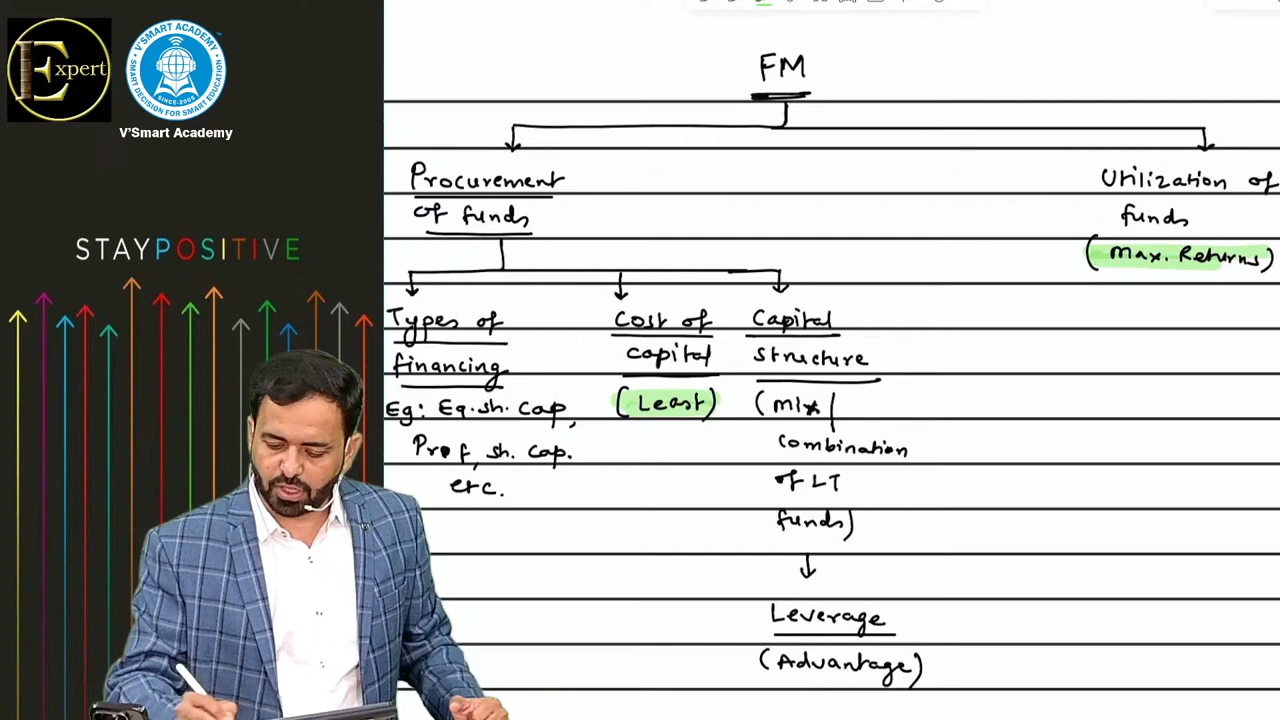 Expert
V'SMART ACADEMY
SMART DECISION FOR SMART EDUCATION
SINCE-2005
V'Smart Academy
STAYPOSITIVE
FM
Procurement
of funds
Utilization of
funds
(Max. Returns)
Types of
financing
Eg: Eq.sh. Cap,
Pref, sh. Cap.
etc.
Cost of
capital
(Least)
Capital
structure
(mix/
combination
of LT
funds)
Leverage
(Advantage)